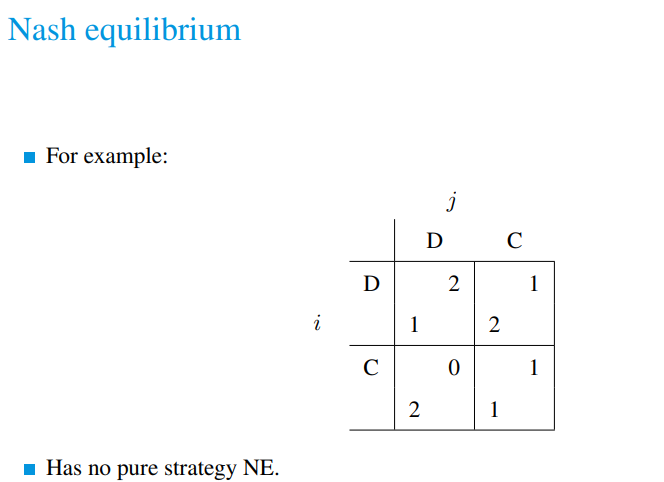 Nash equilibrium
For example:
j
D C
D 2 1
i 1 2
C 0 1
2 1
Has no pure strategy NE.